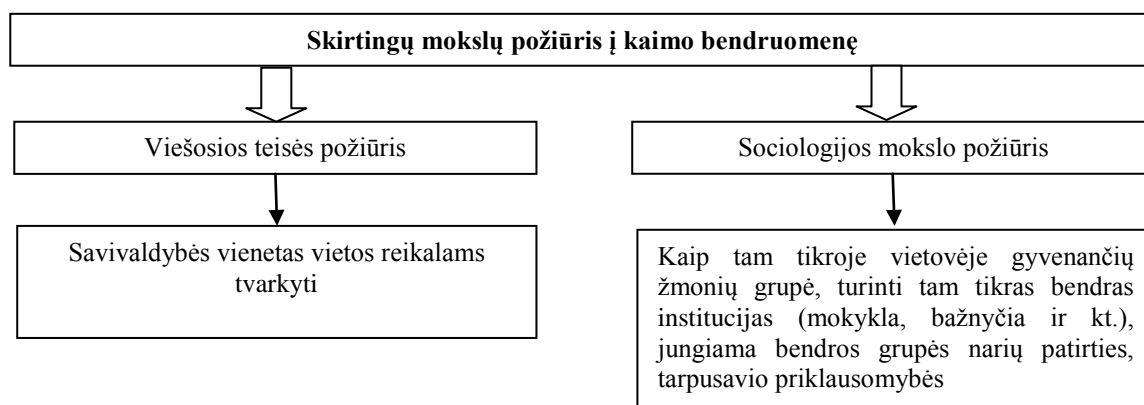 Skirtingų mokslų požiūris į kaimo bendruomenę
Viešosios teisės požiūris
Sociologijos mokslo požiūris
Savivaldybės vienetas vietos reikalams
tvarkyti
Kaip tam tikroje vietovėje gyvenančių
žmonių grupė, turinti tam tikras bendras
institucijas (mokykla, bažnyčia ir kt.),
jungiama bendros grupės narių patirties,
tarpusavio priklausomybės